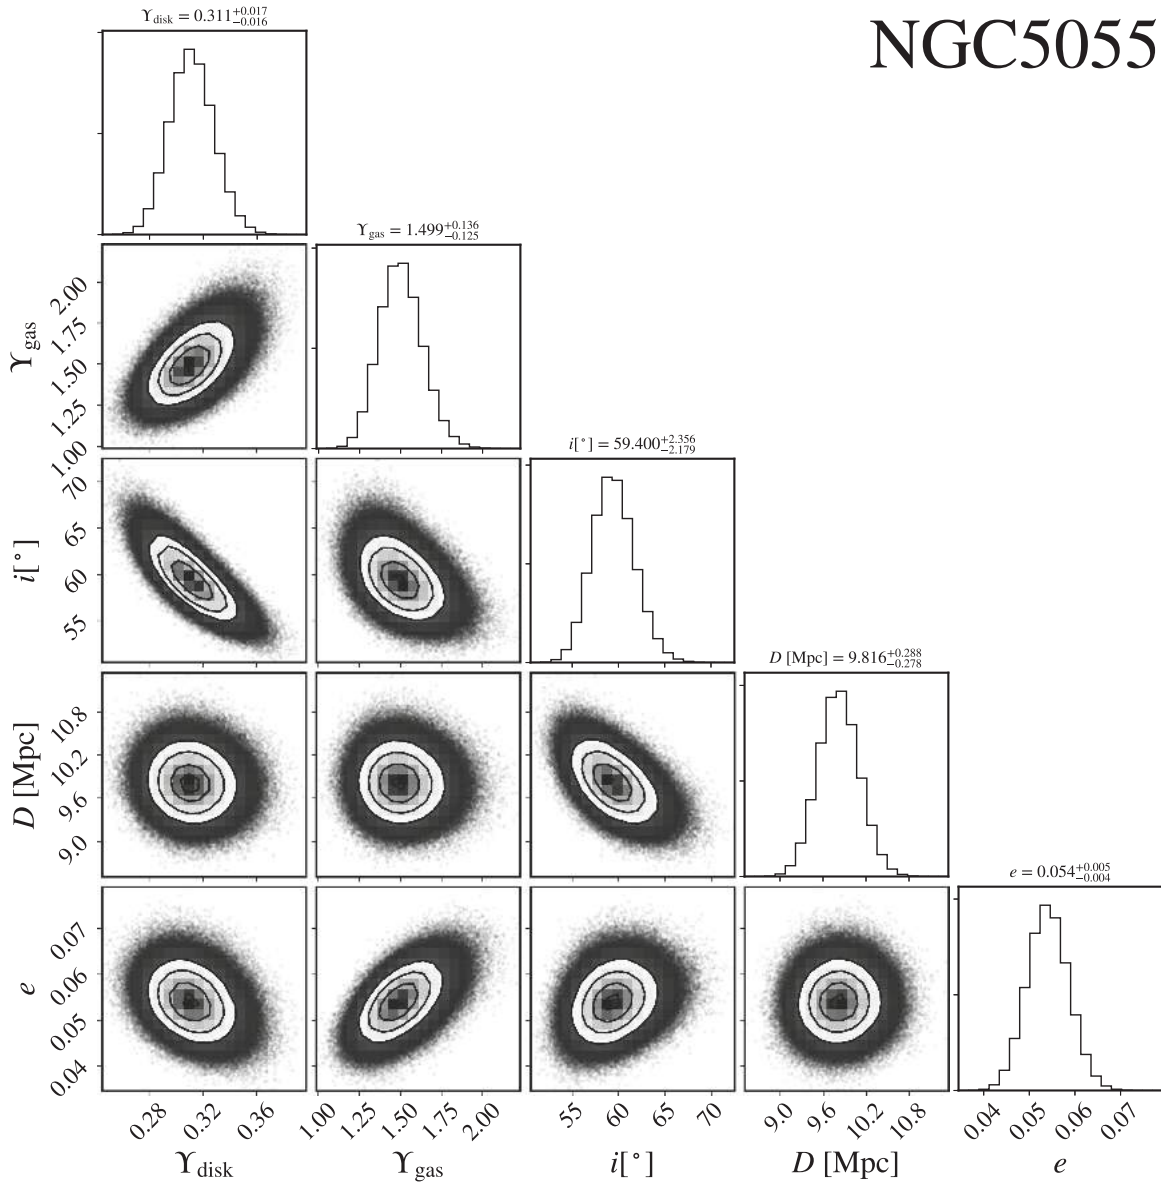 NGC5055
ϒdisk = 0.311+0.017−0.016
ϒgas = 1.499+0.136−0.125
ϒgas
2.00
1.75
1.50
1.25
1.00
i[°] = 59.400+2.356−2.179
i[°]
70
65
60
55
D [Mpc] = 9.816+0.288−0.278
D [Mpc]
10.8
10.2
9.6
9.0
e = 0.054+0.005−0.004
e
0.07
0.06
0.05
0.04
0.28 0.32 0.36 1.00 1.25 1.50 1.75 2.00 55 60 65 70 9.0 9.6 10.2 10.8 0.04 0.05 0.06 0.07
ϒdisk ϒgas i[°] D [Mpc] e